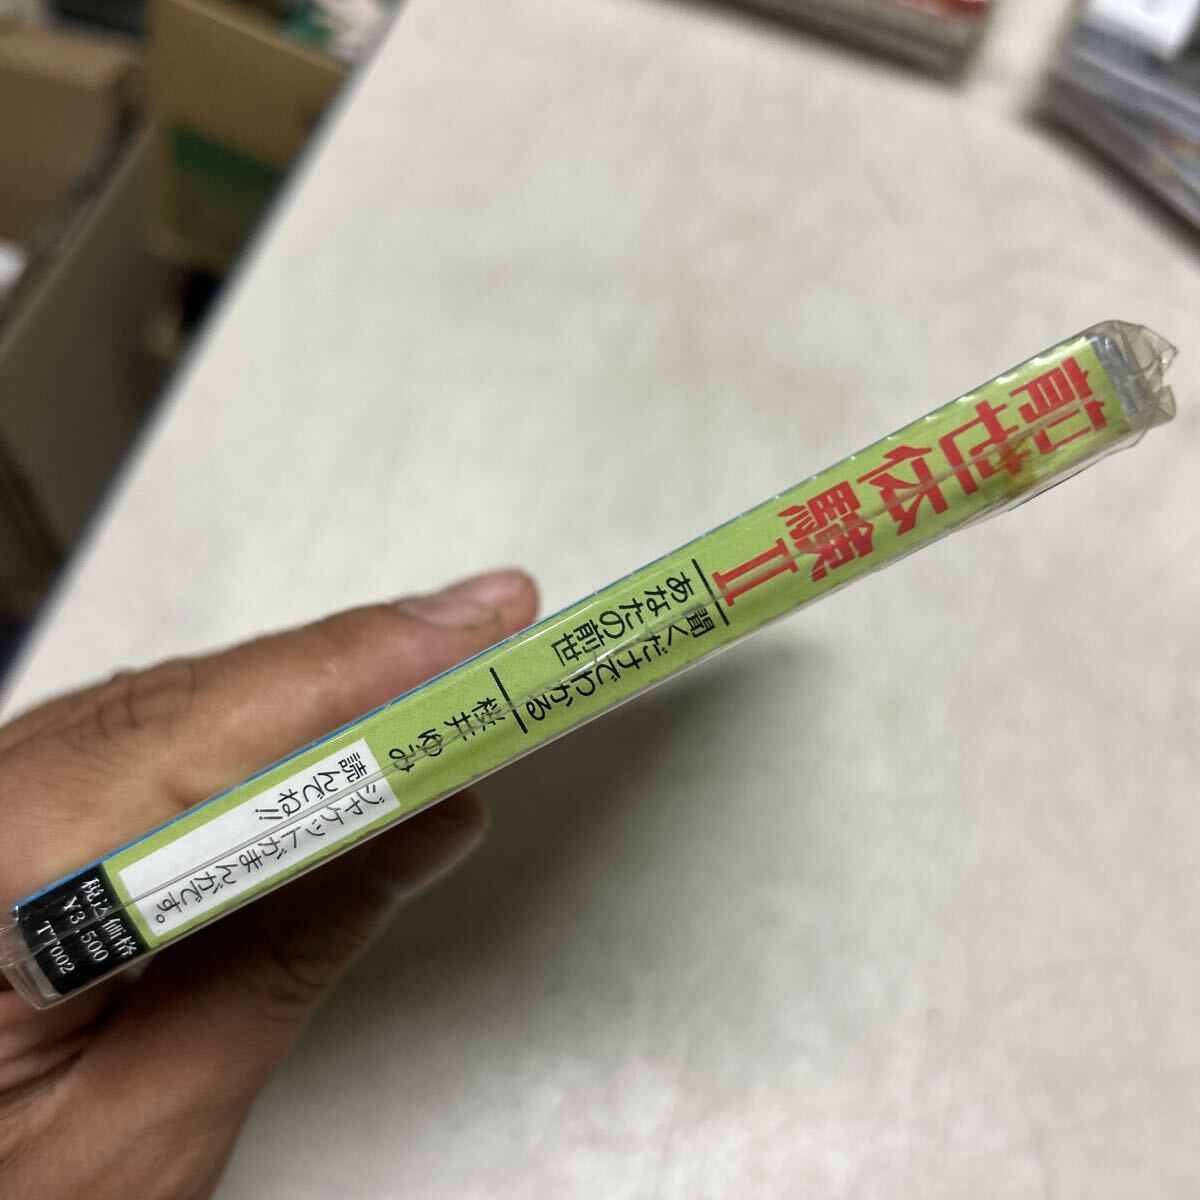 前世体験II
聞くだけでわかる
あなたの前世
桜井ゆみ
ジャケットがまんがです。
読んでね!!
税込価格
¥3,500
TT002